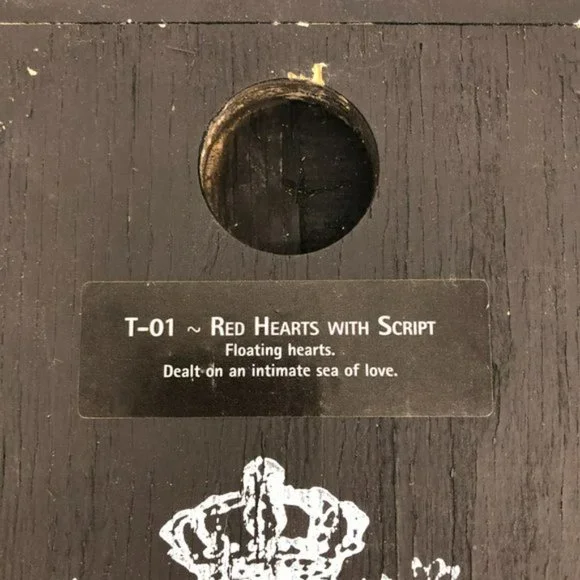 T-01 ~ Red Hearts with Script
Floating hearts.
Dealt on an intimate sea of love.